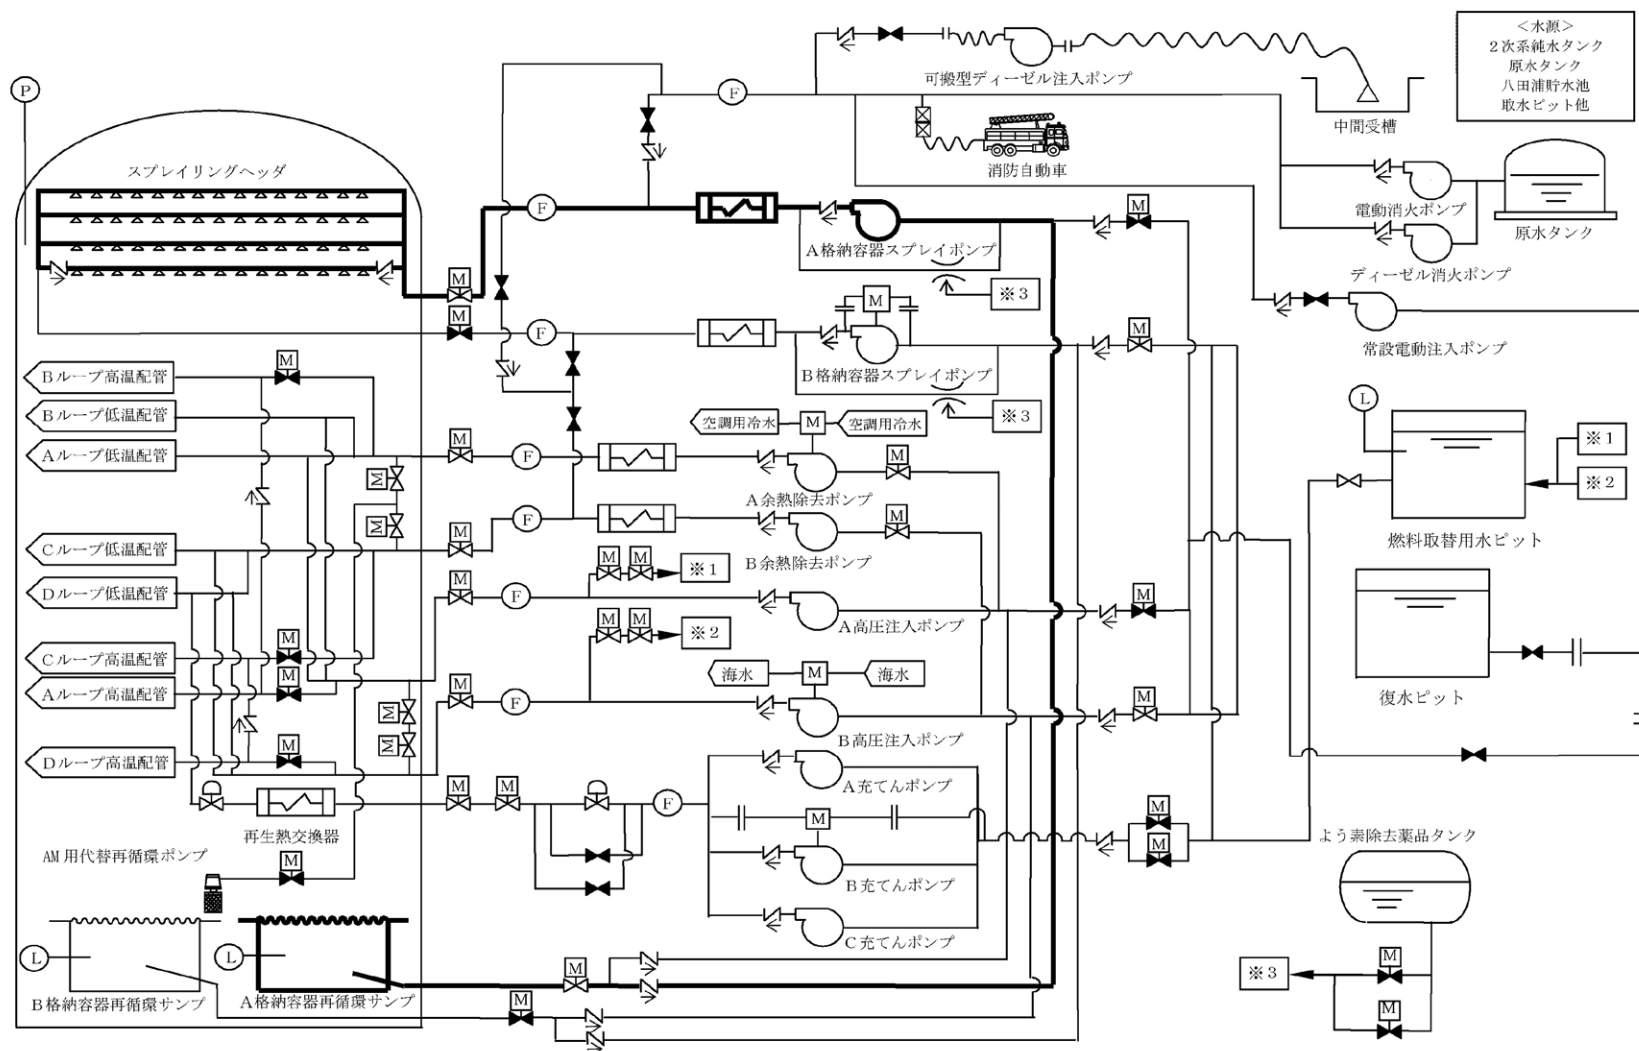 <水源>
2次系純水タンク
原水タンク
八田浦貯水池
取水ピット他
P
可搬型ディーゼル注入ポンプ
F
中間受槽
消防自動車
スプレイリングヘッダ
F
M
電動消火ポンプ
原水タンク
A格納容器スプレイポンプ
ディーゼル消火ポンプ
M
※3
M
M
F
M
常設電動注入ポンプ
Bループ高温配管
M
B格納容器スプレイポンプ
※3
L
Bループ低温配管
空調用冷水
M
空調用冷水
※1
Aループ低温配管
M
F
M
M
※2
A余熱除去ポンプ
M
M
F
M
燃料取替用水ピット
Cループ低温配管
B余熱除去ポンプ
M
M
※1
Dループ低温配管
M
F
M
A高圧注入ポンプ
M
M
※2
Cループ高温配管
M
Aループ高温配管
M
海水
M
海水
M
F
M
復水ピット
M
B高圧注入ポンプ
M
Dループ高温配管
M
A充てんポンプ
M
M
F
M
M
再生熱交換器
よう素除去薬品タンク
AM用代替再循環ポンプ
M
M
B充てんポンプ
C充てんポンプ
L
L
M
M
※3
B格納容器再循環サンプ
A格納容器再循環サンプ
M
M